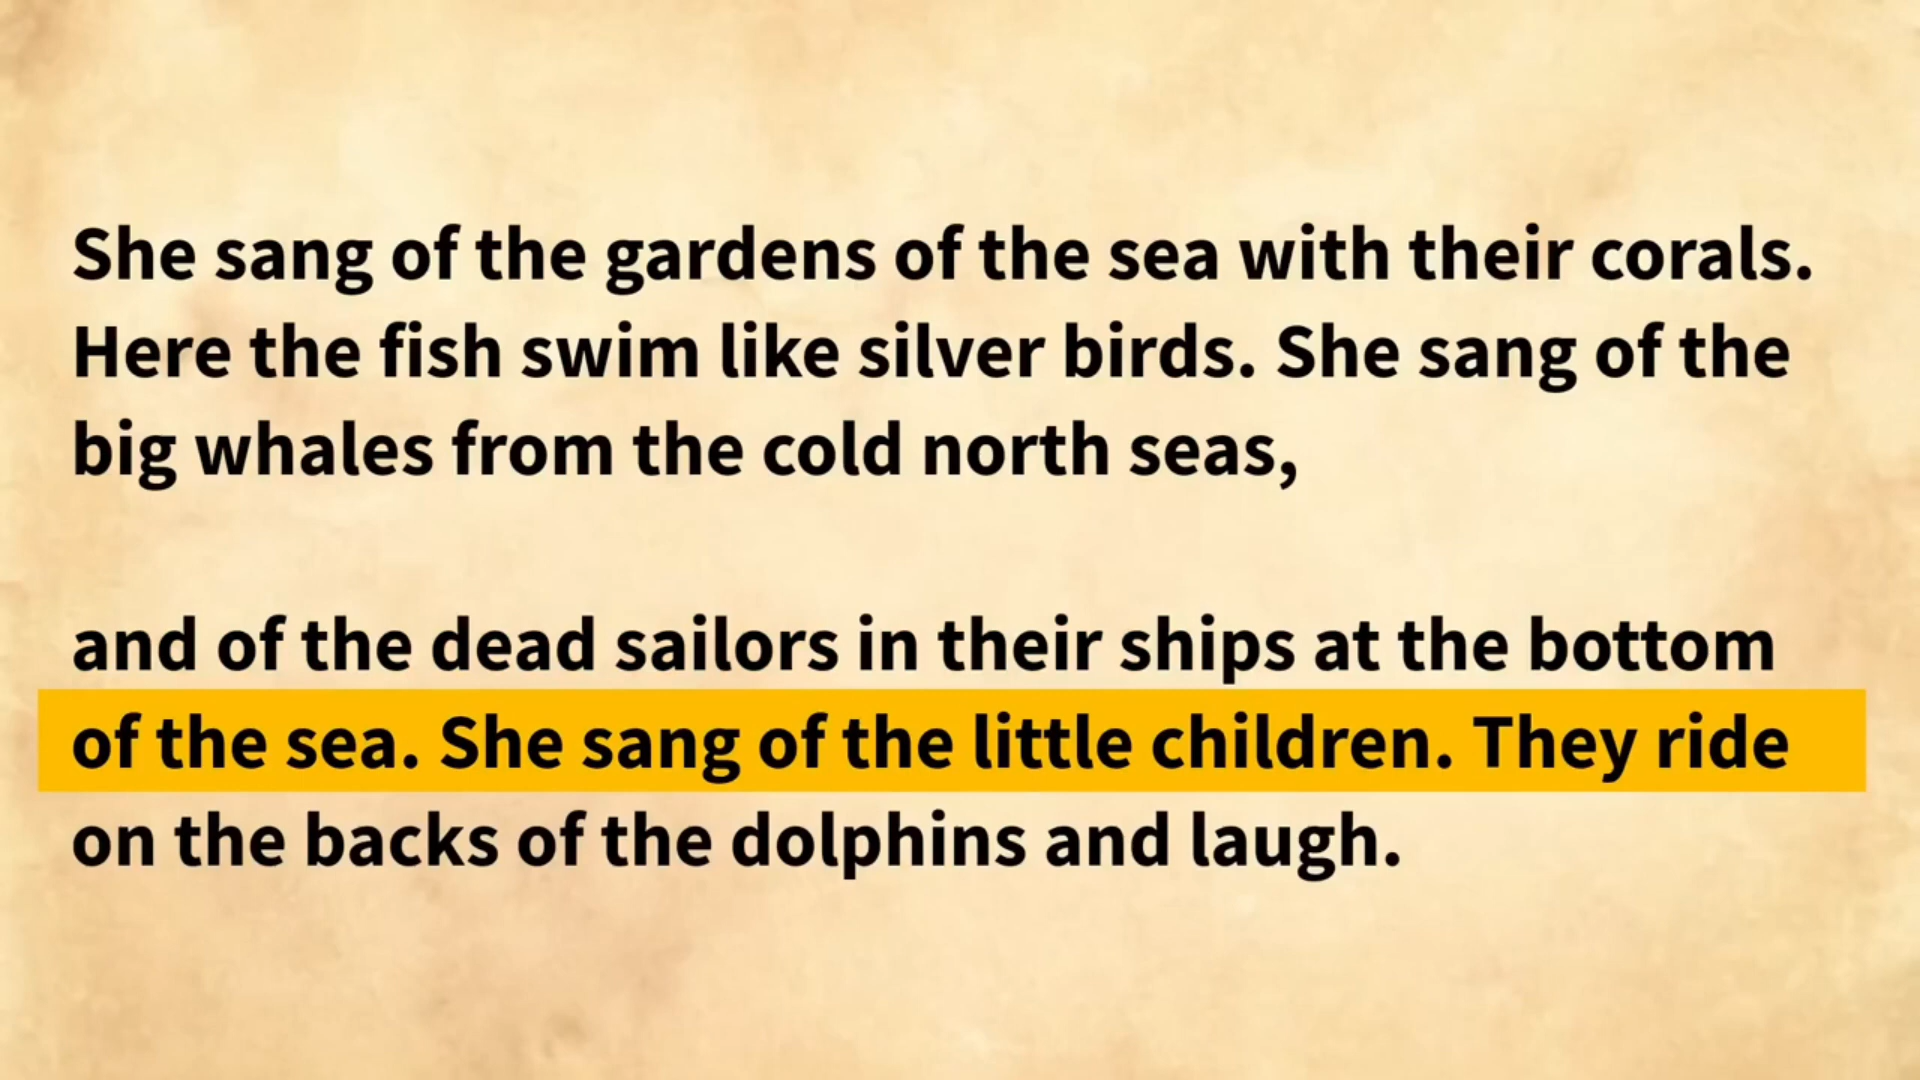 She sang of the gardens of the sea with their corals.
Here the fish swim like silver birds. She sang of the
big whales from the cold north seas,
and of the dead sailors in their ships at the bottom
of the sea. She sang of the little children. They ride
on the backs of the dolphins and laugh.